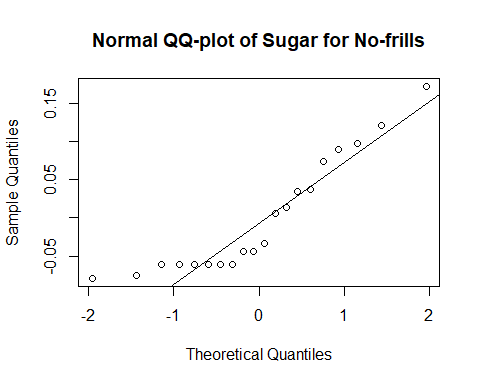 Normal QQ-plot of Sugar for No-frills
Sample Quantiles
0.15
0.05
-0.05
-2
-1
0
1
2
Theoretical Quantiles